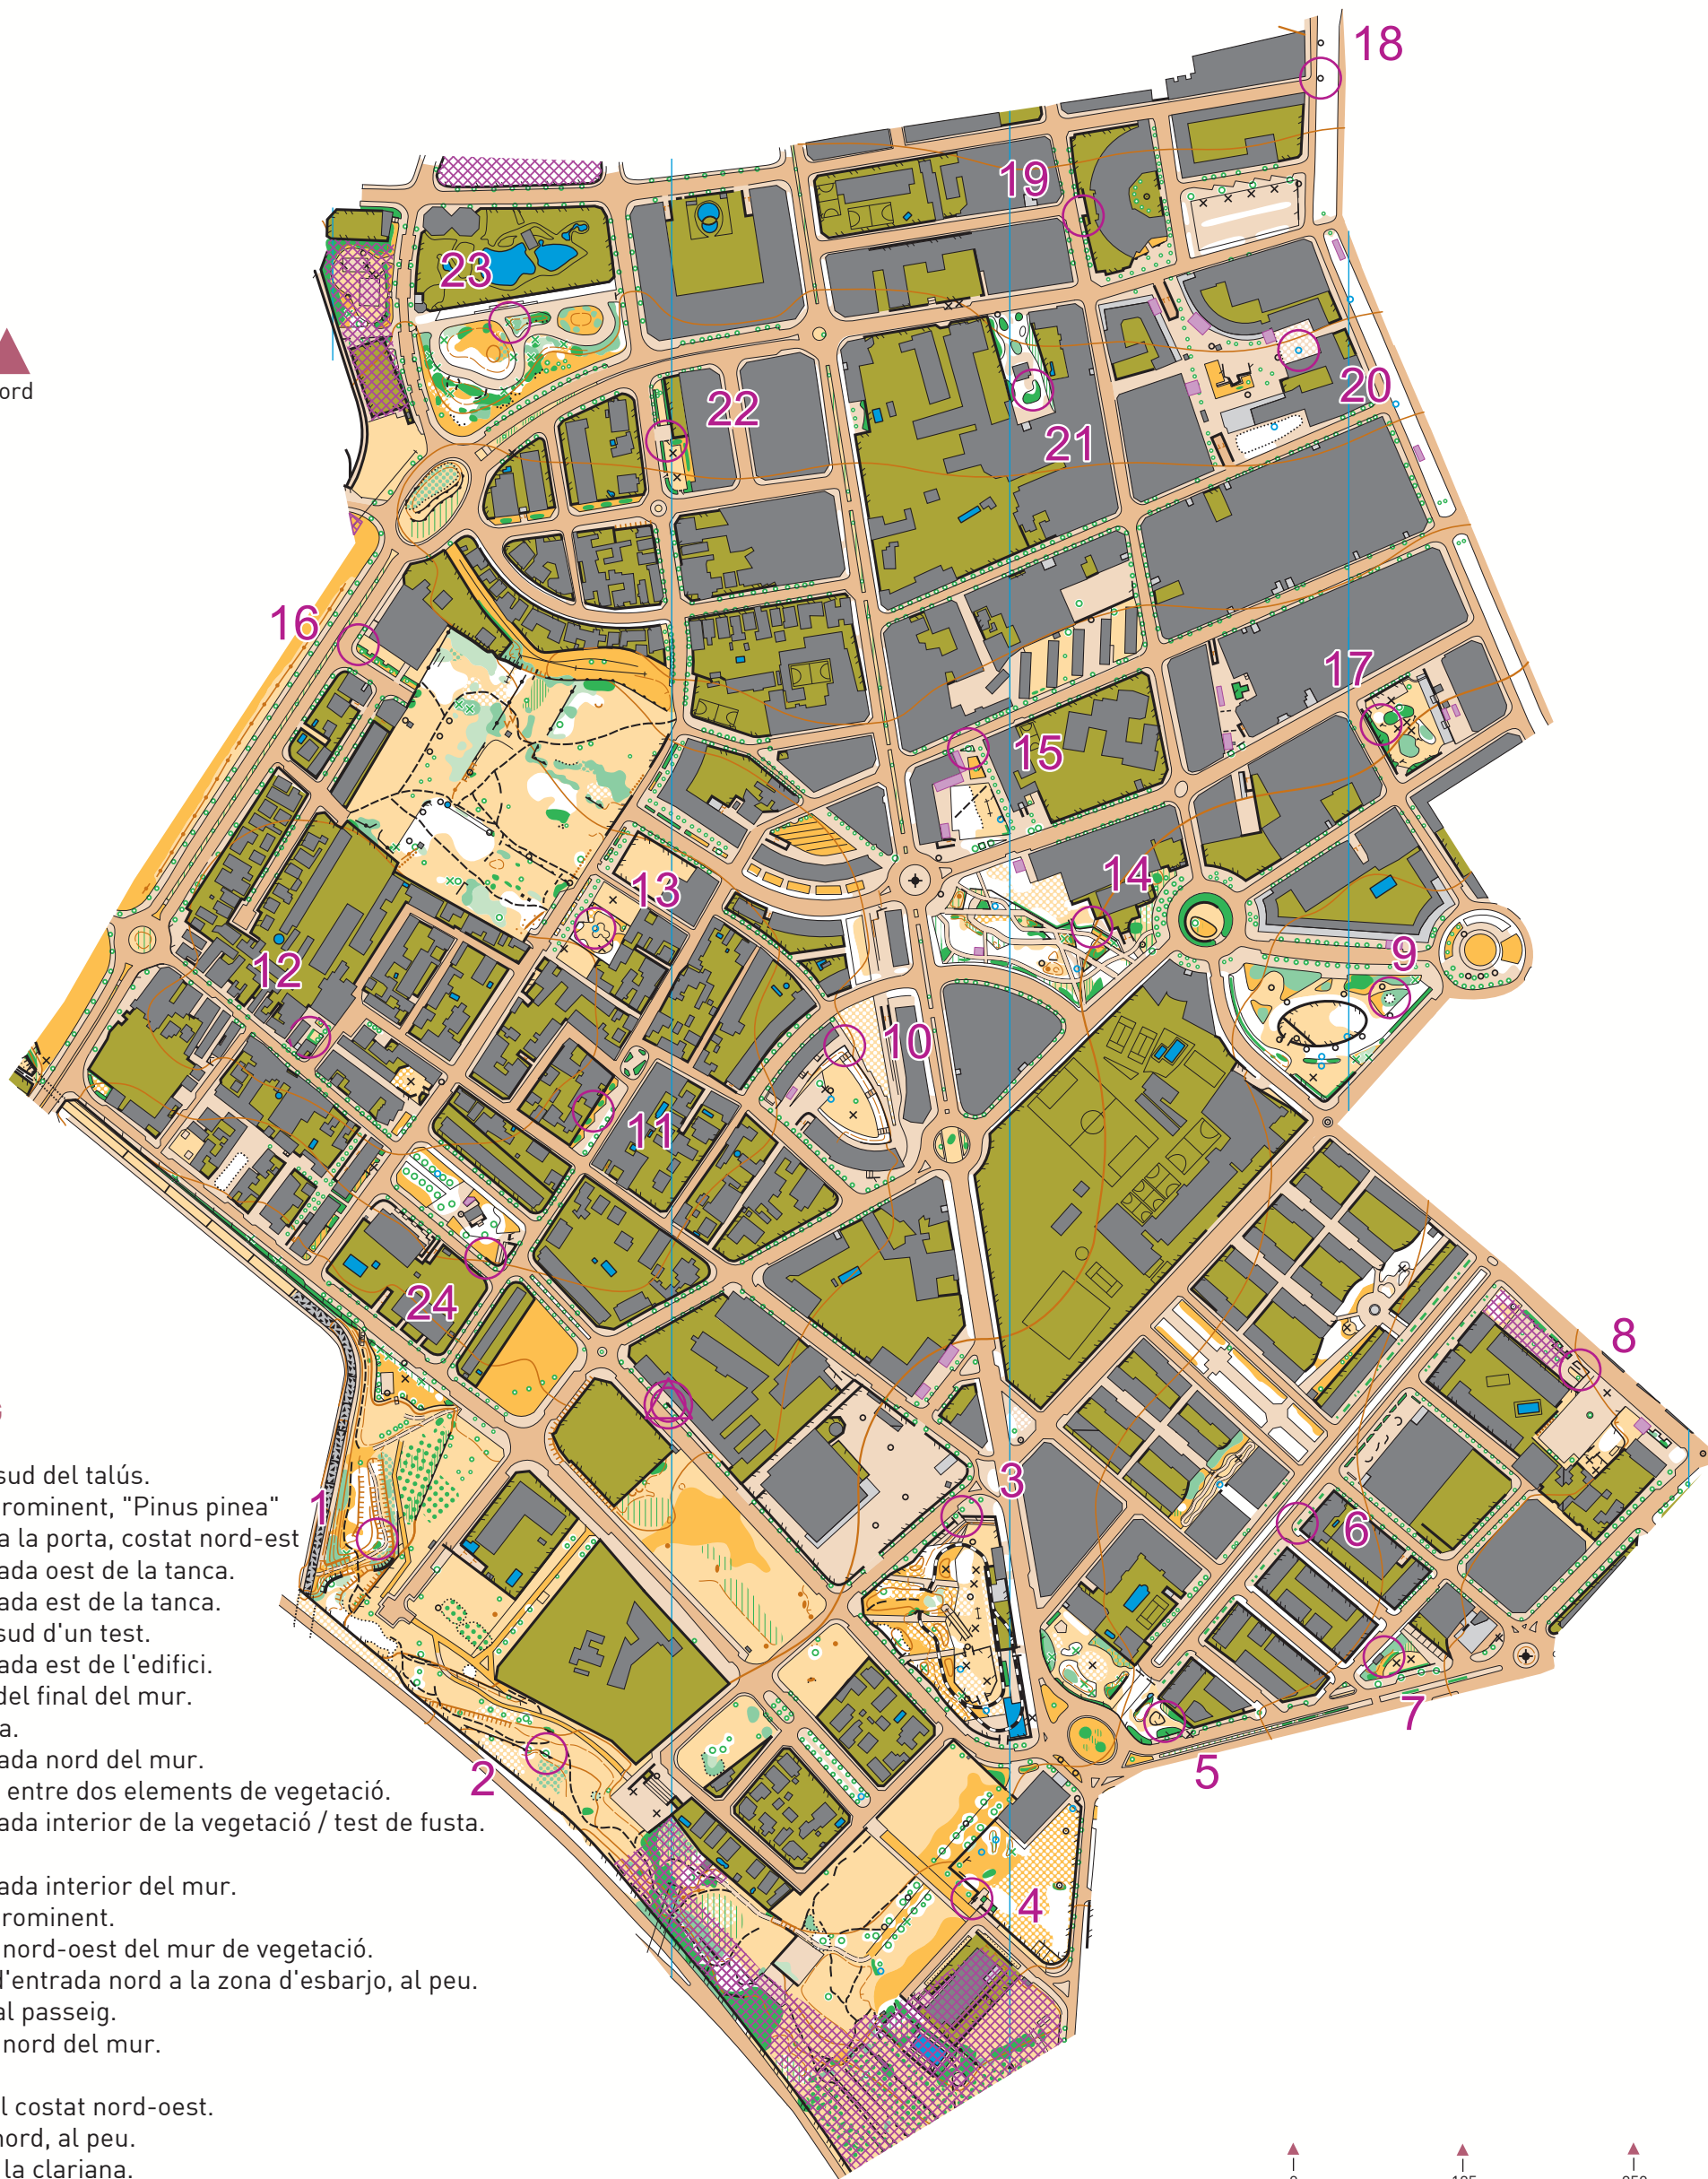 18
19
23
ord
20
22
21
16
17
15
13
14
12
9
10
11
24
8
sud del talús.
rominent, "Pinus pinea"
1
3
a la porta, costat nord-est
6
ada oest de la tanca.
ada est de la tanca.
sud d'un test.
ada est de l'edifici.
del final del mur.
7
a.
ada nord del mur.
2
5
entre dos elements de vegetació.
ada interior de la vegetació / test de fusta.
ada interior del mur.
4
rominent.
nord-oest del mur de vegetació.
d'entrada nord a la zona d'esbarjo, al peu.
al passeig.
nord del mur.
l costat nord-oest.
nord, al peu.
la clariana.